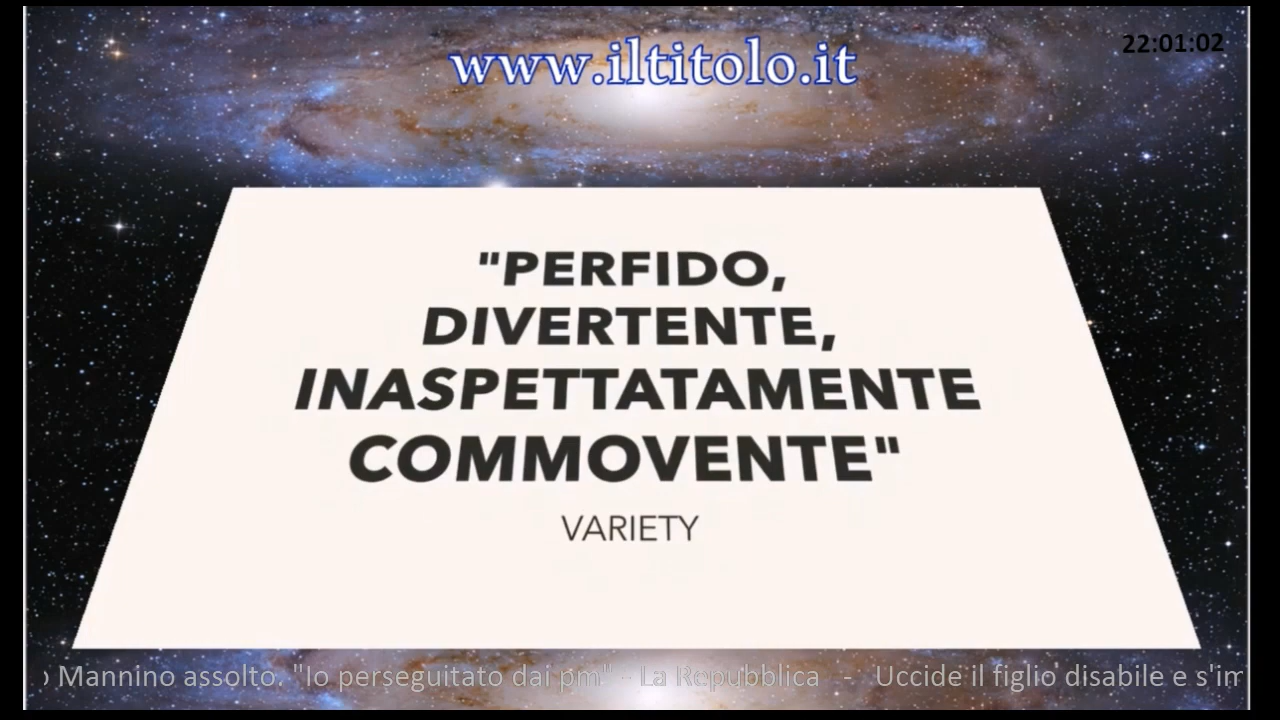 www.iltitolo.it
22:01:02
"PERFIDO,
DIVERTENTE,
INASPETTATAMENTE
COMMOVENTE"
VARIETY
Mannino assolto. "Io perseguitato dai pm" - La Repubblica - Uccide il figlio disabile e s'im